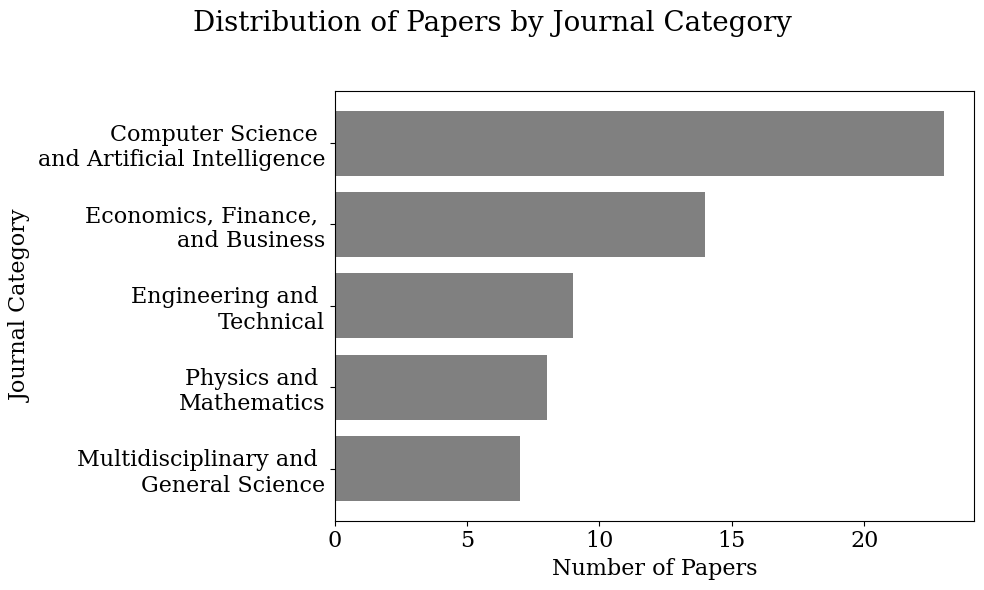 Distribution of Papers by Journal Category
Journal Category
Computer Science
and Artificial Intelligence
Economics, Finance,
and Business
Engineering and
Technical
Physics and
Mathematics
Multidisciplinary and
General Science
0 5 10 15 20
Number of Papers